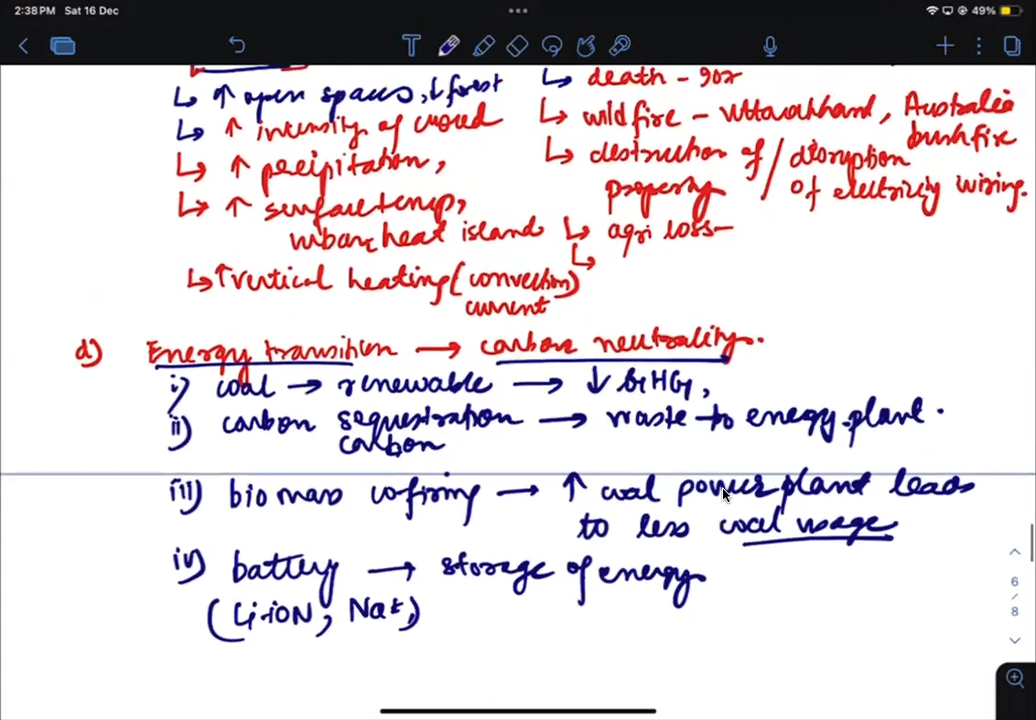 2:38 PM Sat 16 Dec
49%
↳ ↑ open spaces, ↓ forest
↳ ↑ intensity of crowd
↳ ↑ precipitation,
↳ ↑ surface temp,
urban heat island
↳ ↑ vertical heating (convection)
current
↳ death - 90%
↳ wildfire - Uttarakhand, Australia
bushfire
↳ destruction of / disruption
property / of electricity wiring.
↳ agri loss -
↳
d) Energy transition → carbon neutrality.
i) coal → renewable → ↓ GHG,
ii) carbon sequestration → waste to energy plant.
carbon
iii) biomass cofiring → ↑ coal power plant leads
to less coal usage
iv) battery → storage of energy
(Li-ION, Na+,)
6
/
8